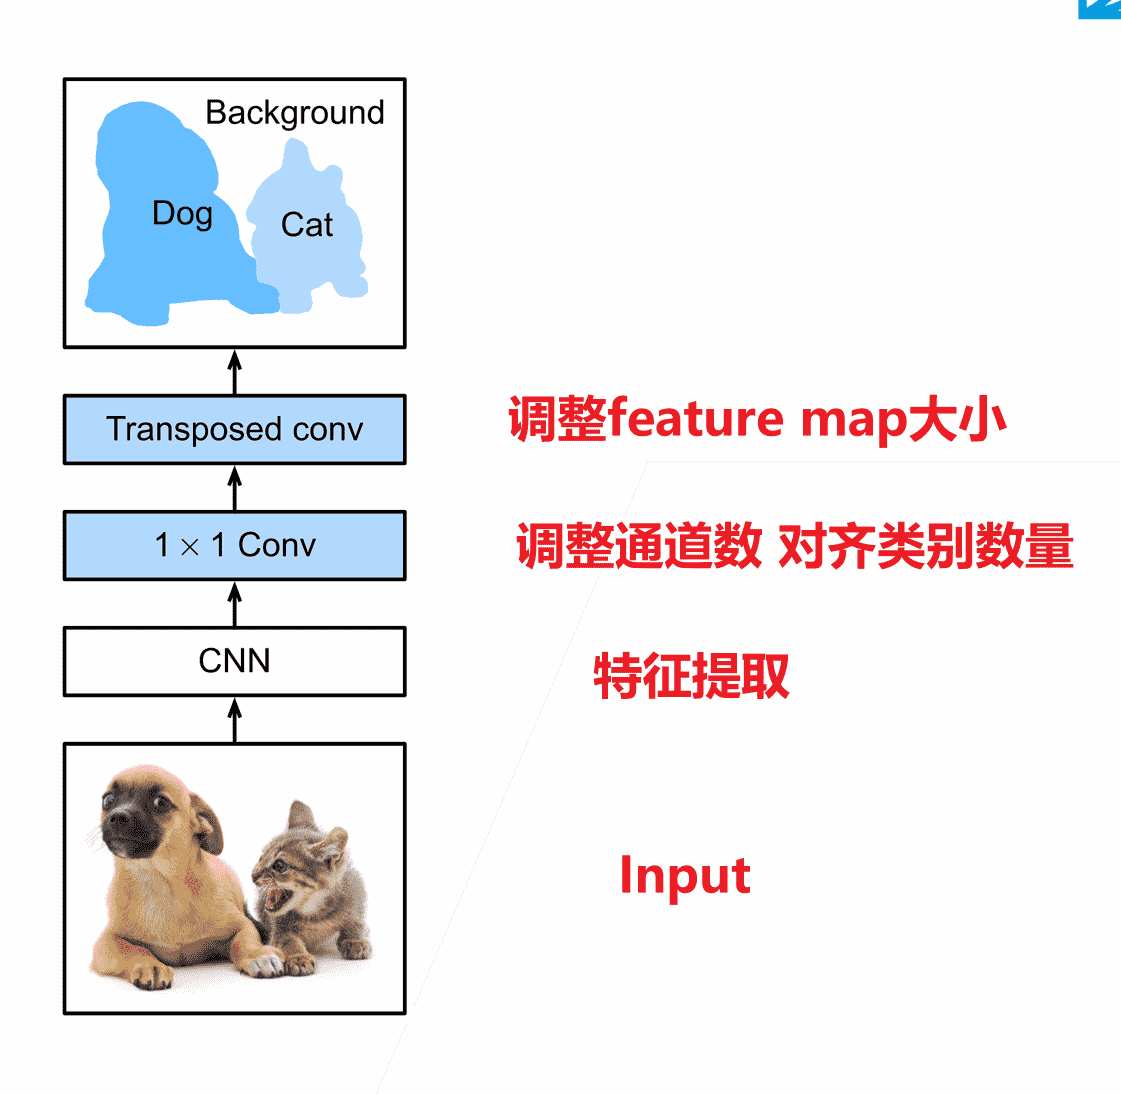 Background
Dog
Cat
Transposed conv
调整feature map大小
1 × 1 Conv
调整通道数 对齐类别数量
CNN
特征提取
Input